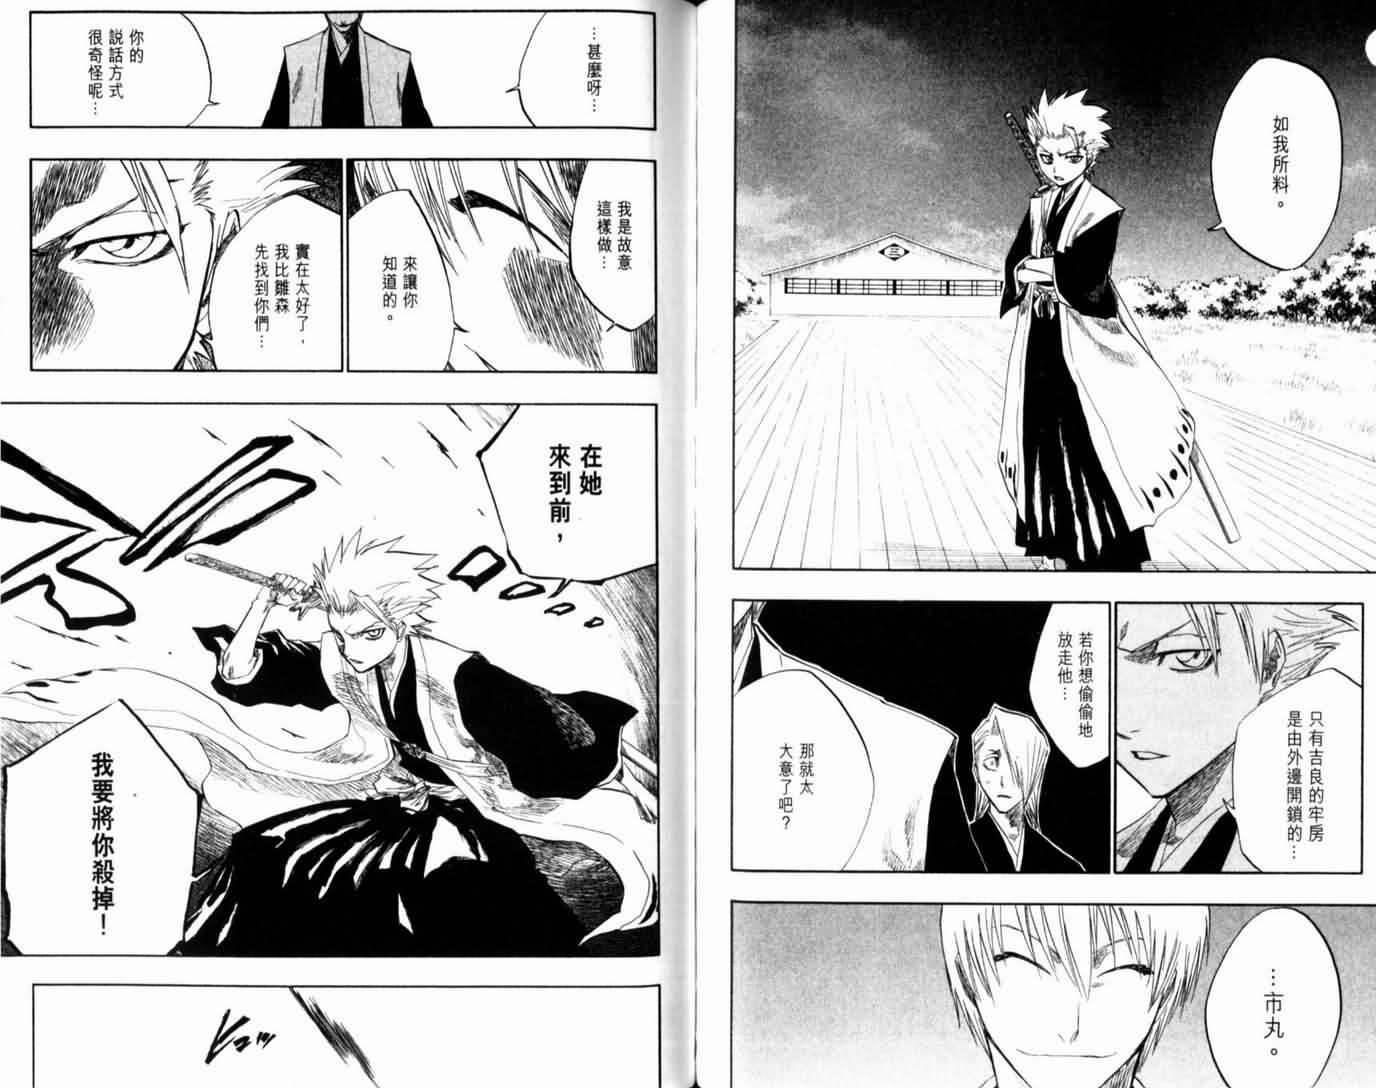 如我所料。
三
只有吉良的牢房
是由外邊開鎖的…
若你想偷偷地
放走他…
那就太
大意了吧？
…市丸。
…甚麼呀…
你的
說話方式
很奇怪呢…
我是故意
這樣做…
來讓你
知道的。
實在太好了，
我比雛森
先找到你們…
在她
來到前，
我要將你殺掉！
ヒュッ